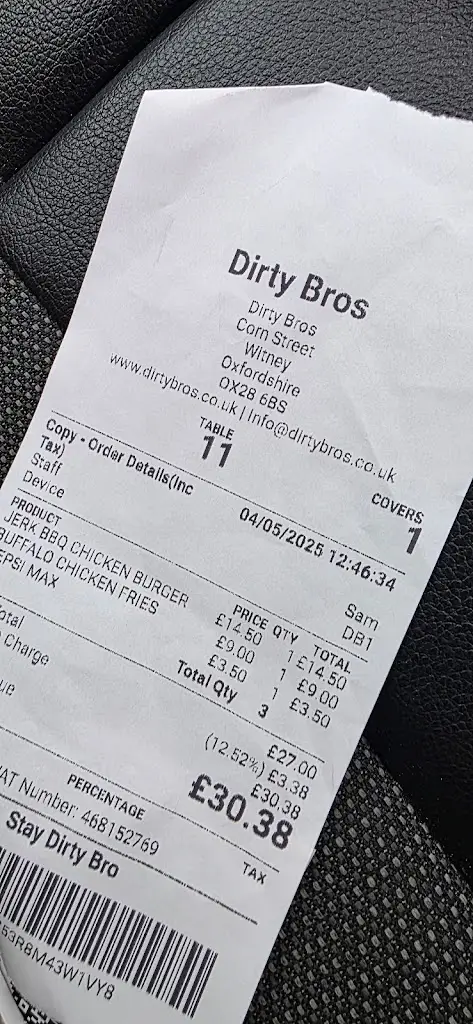 Dirty Bros
Dirty Bros
Corn Street
Witney
Oxfordshire
OX28 6BS
www.dirtybros.co.uk | Info@dirtybros.co.uk
TABLE COVERS
11 1
Copy - Order Details(Inc 04/05/2025 12:46:34
Tax)
Staff Sam
Device DB1
PRODUCT PRICE QTY TOTAL
JERK BBQ CHICKEN BURGER £14.50 1 £14.50
BUFFALO CHICKEN FRIES £9.00 1 £9.00
EPSI MAX £3.50 1 £3.50
Total Qty 3
otal £27.00
Charge (12.52%) £3.38
£30.38
ue £30.38
PERCENTAGE TAX
VAT Number: 468152769
Stay Dirty Bro
53R8M43W1VY8